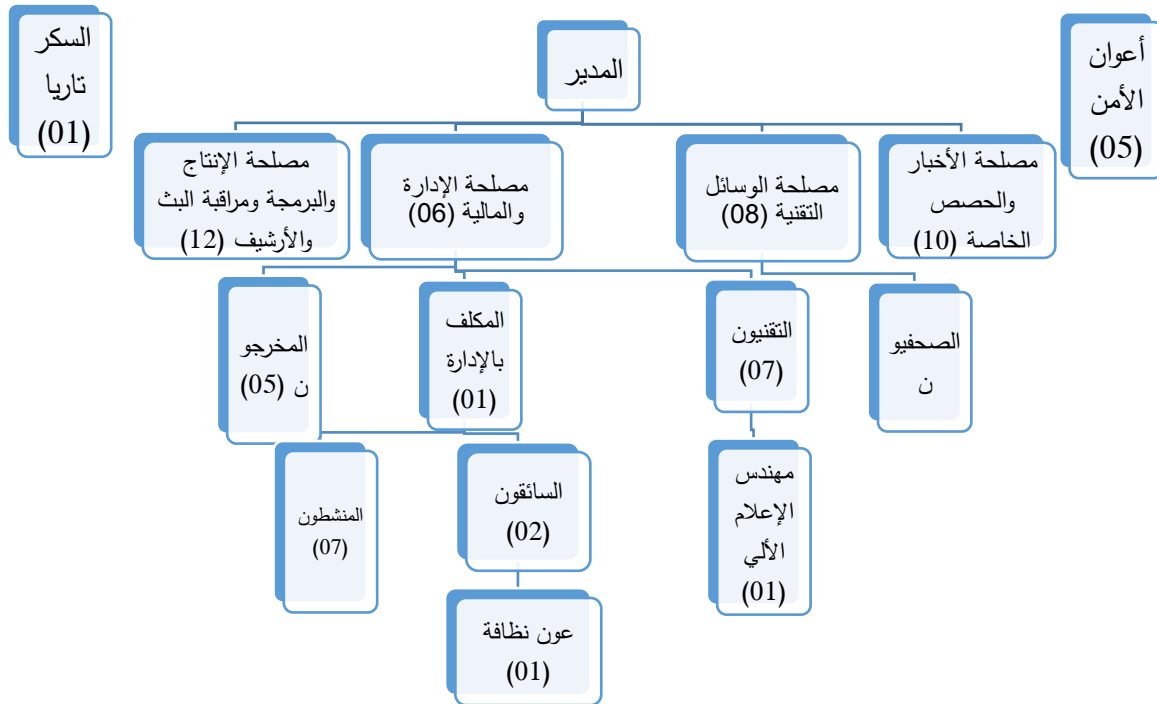 المدير
أعوان
الأمن
(05)
السكر
تاريا
(01)
مصلحة الأخبار
والحصص
الخاصة (10)
مصلحة الوسائل
التقنية (08)
مصلحة الإدارة
والمالية (06)
مصلحة الإنتاج
والبرمجة ومراقبة البث
والأرشيف (12)
الصحفيو
ن
التقنيون
(07)
المكلف
بالإدارة
(01)
المخرجو
ن (05)
مهندس
الإعلام
الألي
(01)
السائقون
(02)
المنشطون
(07)
عون نظافة
(01)